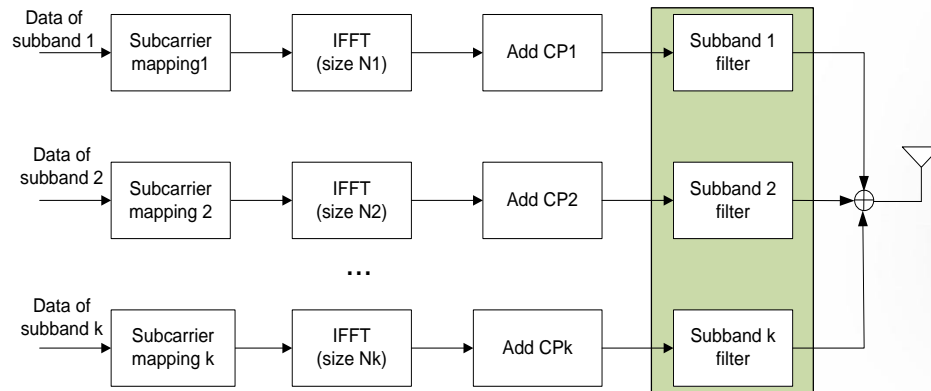 Data of
subband 1
Subcarrier
mapping1
IFFT
(size N1)
Add CP1
Subband 1
filter
Data of
subband 2
Subcarrier
mapping 2
IFFT
(size N2)
Add CP2
Subband 2
filter
...
Data of
subband k
Subcarrier
mapping k
IFFT
(size Nk)
Add CPk
Subband k
filter